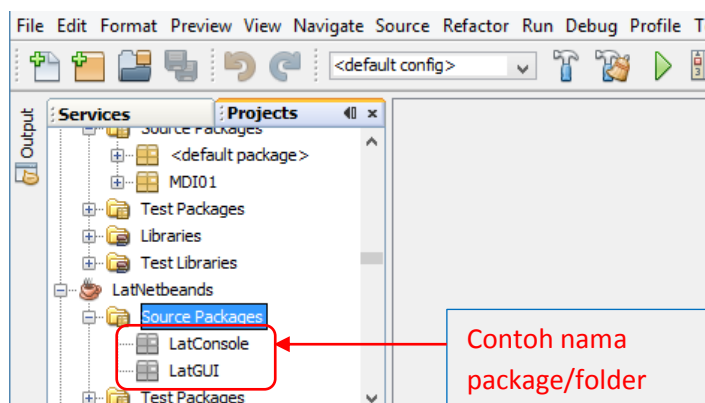 File Edit Format Preview View Navigate Source Refactor Run Debug Profile T
<default config>
Output
Services
Projects
Source Packages
<default package>
MDI01
Test Packages
Libraries
Test Libraries
LatNetbeands
Source Packages
LatConsole
LatGUI
Test Packages
Contoh nama
package/folder